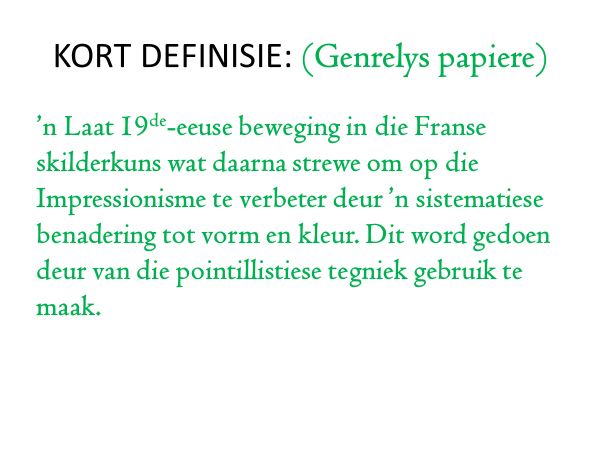 KORT DEFINISIE: (Genrelys papiere)
’n Laat 19de-eeuse beweging in die Franse
skilderkuns wat daarna strewe om op die
Impressionisme te verbeter deur ’n sistematiese
benadering tot vorm en kleur. Dit word gedoen
deur van die pointillistiese tegniek gebruik te
maak.